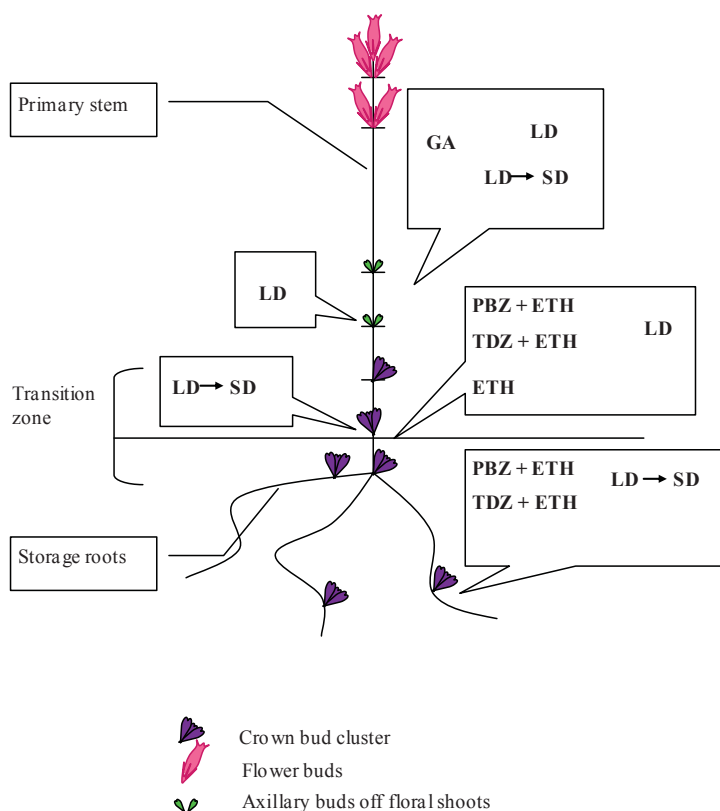 Primary stem
GA
LD
LD → SD
LD
PBZ + ETH
TDZ + ETH
LD
ETH
Transition
zone
LD → SD
PBZ + ETH
TDZ + ETH
LD → SD
Storage roots
Crown bud cluster
Flower buds
Axillary buds off floral shoots